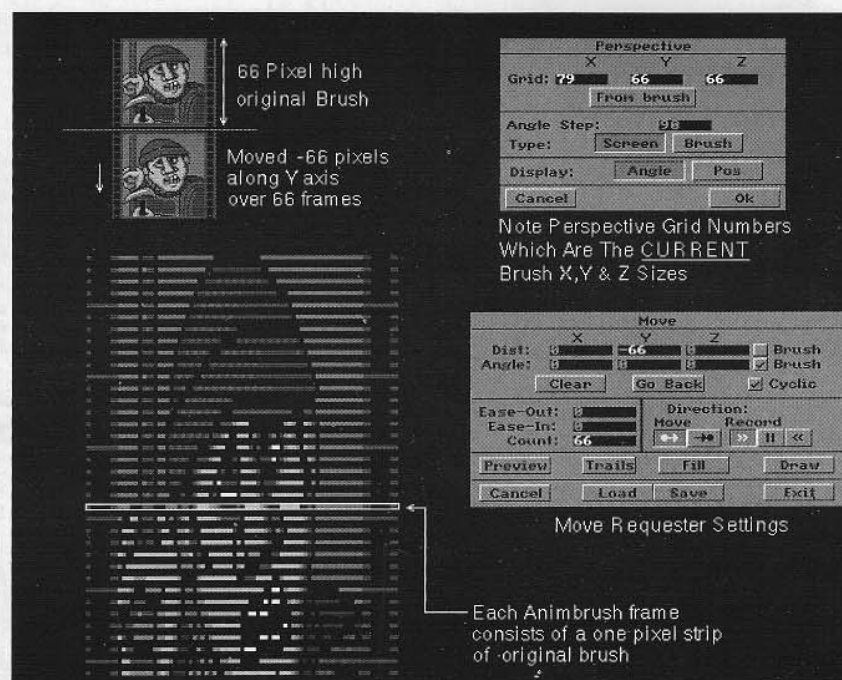 66 Pixel high
original Brush
Moved -66 pixels
along Y axis
over 66 frames
Perspective
X Y Z
Grid: 79 66 66
From brush
Angle Step: 90
Type: Screen Brush
Display: Angle Pos
Cancel Ok
Note Perspective Grid Numbers
Which Are The CURRENT
Brush X,Y & Z Sizes
Move
X Y Z
Dist: 0 -66 0 Brush
Angle: 0 0 0 Brush
Clear Go Back Cyclic
Ease-Out: 0
Ease-In: 0
Count: 66
Direction:
Move Record
Preview Trails Fill Draw
Cancel Load Save Exit
Move Requester Settings
Each Animbrush frame
consists of a one pixel strip
of original brush